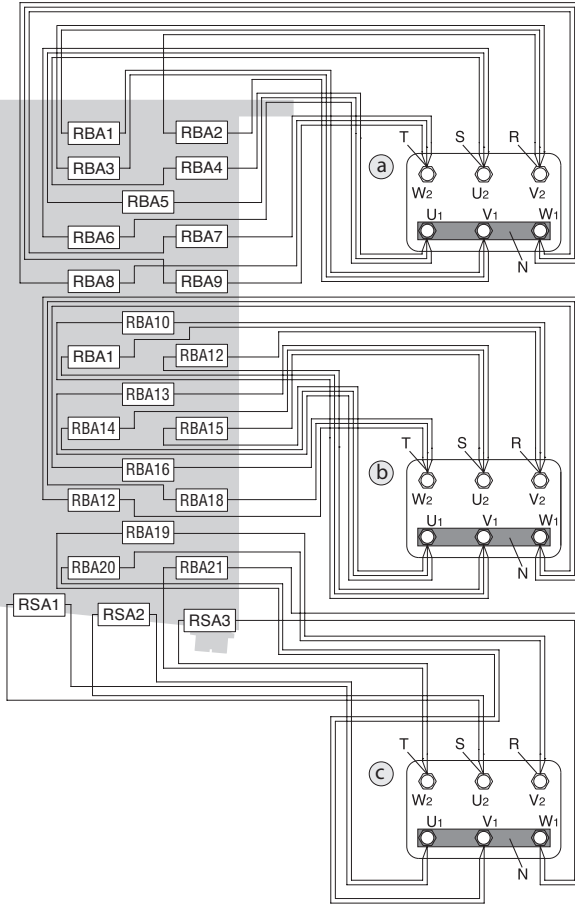 RBA1 RBA2
RBA3 RBA4
RBA5
RBA6 RBA7
RBA8 RBA9
T S R
a
W2 U2 V2
U1 V1 W1
N
RBA10
RBA1 RBA12
RBA13
RBA14 RBA15
RBA16
RBA12 RBA18
T S R
b
W2 U2 V2
U1 V1 W1
N
RBA19
RBA20 RBA21
RSA1 RSA2 RSA3
T S R
c
W2 U2 V2
U1 V1 W1
N